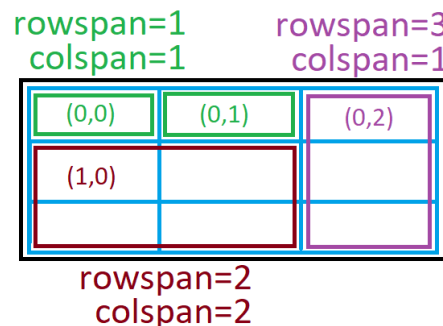 rowspan=1
colspan=1
rowspan=3
colspan=1
(0,0)
(0,1)
(0,2)
(1,0)
rowspan=2
colspan=2